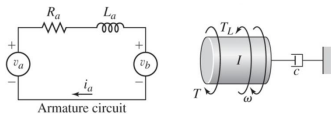 R_a
L_a
T_L
+
+
v_a
v_b
I
−
−
c
i_a
T
ω
Armature circuit